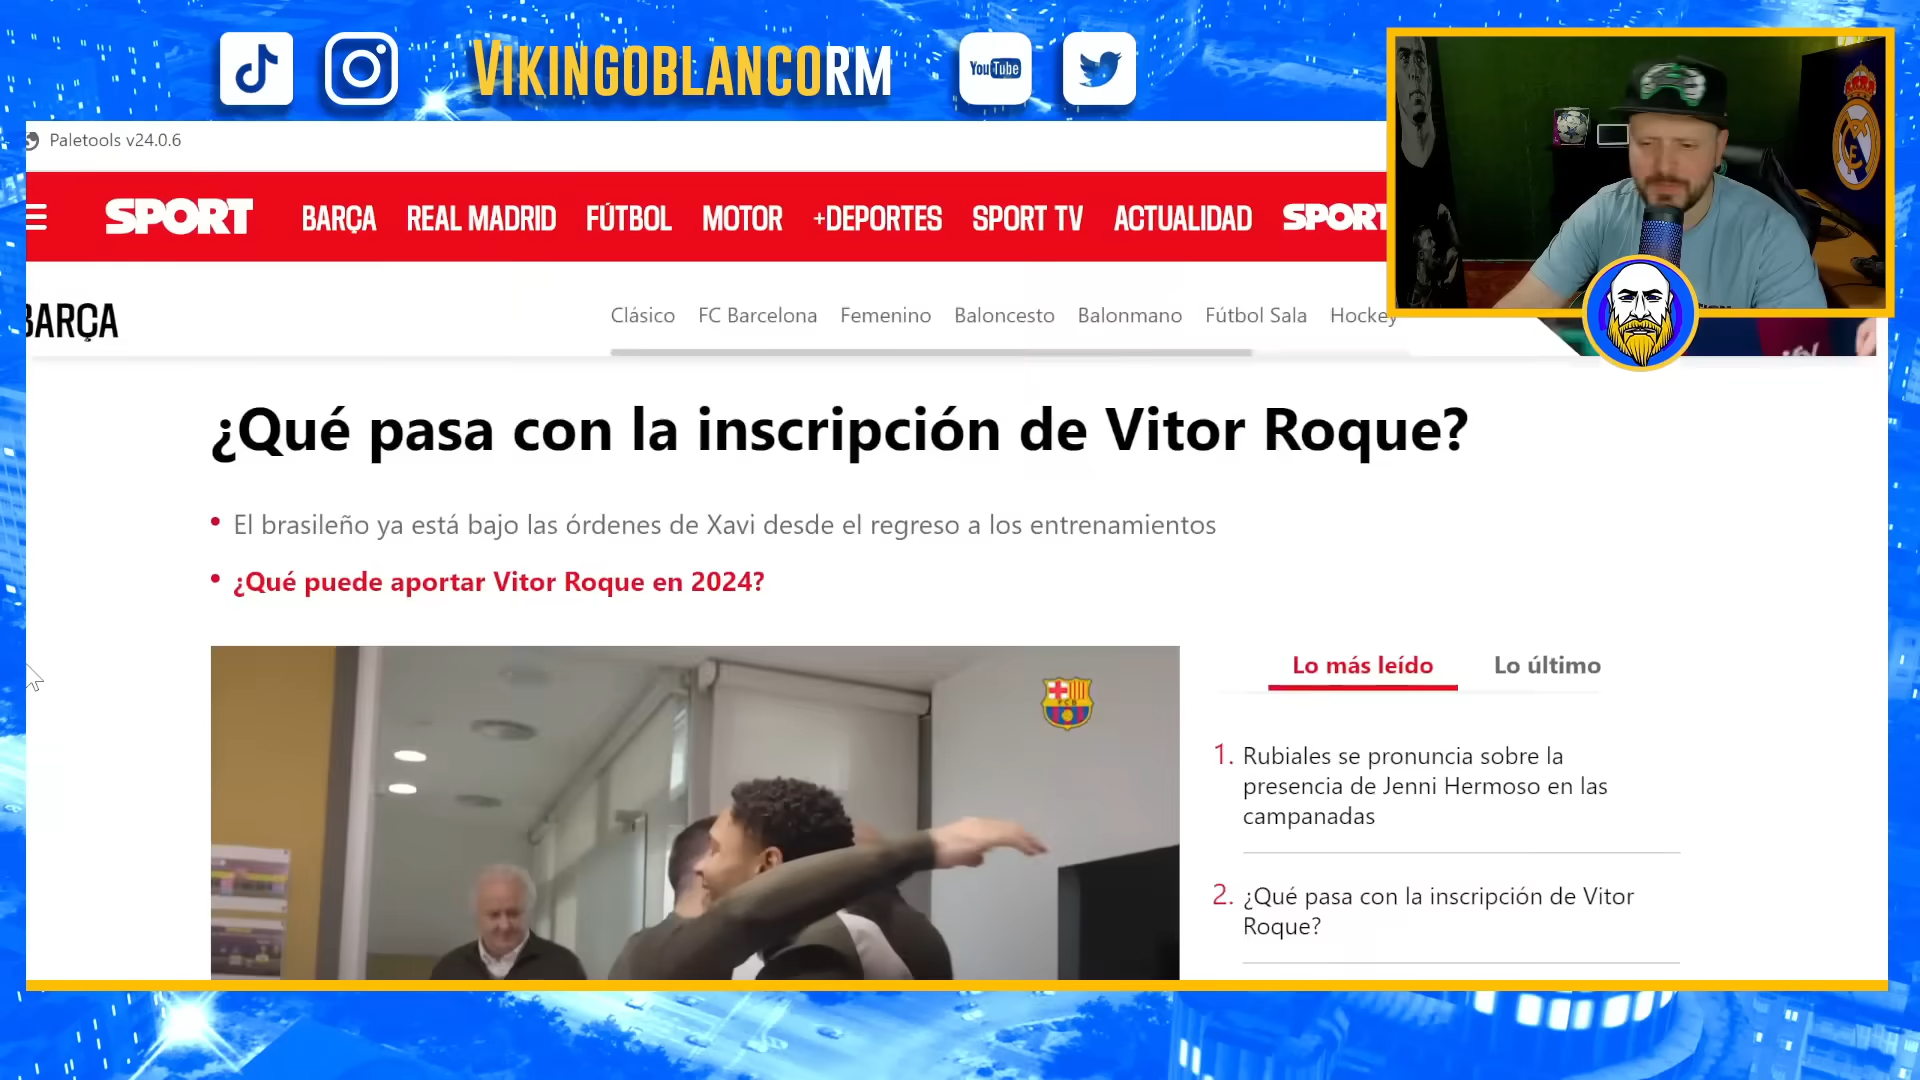 VIKINGOBLANCORM
YouTube
Paletools v24.0.6
SPORT BARÇA REAL MADRID FÚTBOL MOTOR +DEPORTES SPORT TV ACTUALIDAD SPORT
BARÇA Clásico FC Barcelona Femenino Baloncesto Balonmano Fútbol Sala Hockey
¿Qué pasa con la inscripción de Vitor Roque?
• El brasileño ya está bajo las órdenes de Xavi desde el regreso a los entrenamientos
• ¿Qué puede aportar Vitor Roque en 2024?
FCB
Lo más leído Lo último
1. Rubiales se pronuncia sobre la
presencia de Jenni Hermoso en las
campanadas
2. ¿Qué pasa con la inscripción de Vitor
Roque?